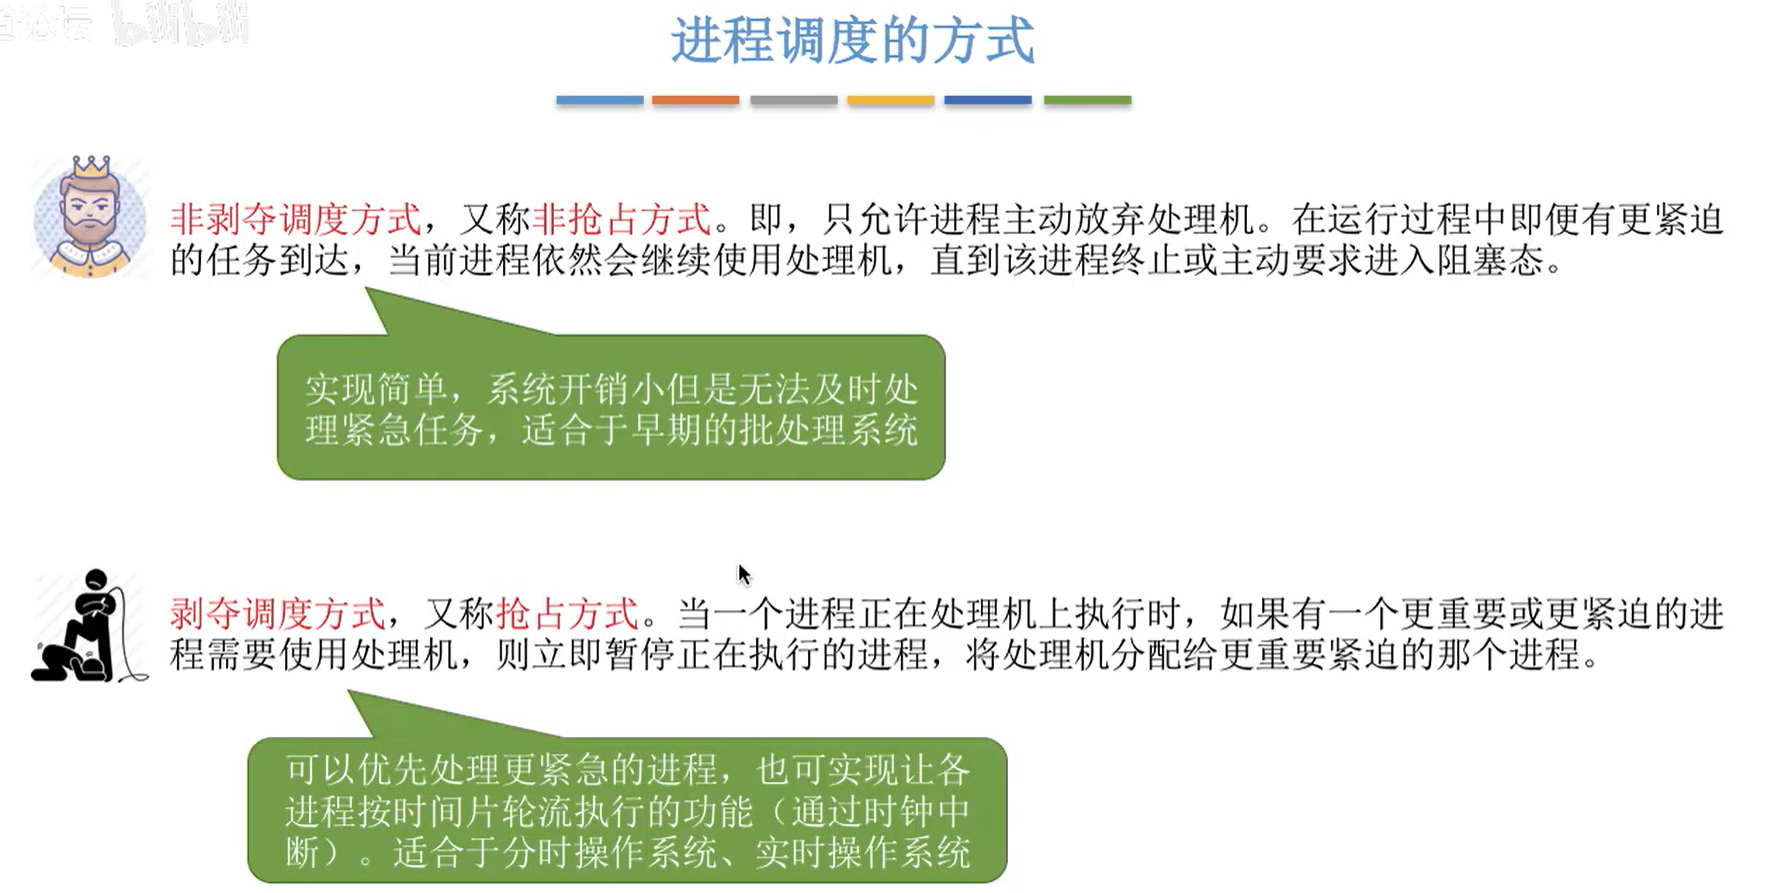 道论坛 bilibili
进程调度的方式
非剥夺调度方式，又称非抢占方式。即，只允许进程主动放弃处理机。在运行过程中即便有更紧迫
的任务到达，当前进程依然会继续使用处理机，直到该进程终止或主动要求进入阻塞态。
实现简单，系统开销小但是无法及时处
理紧急任务，适合于早期的批处理系统
剥夺调度方式，又称抢占方式。当一个进程正在处理机上执行时，如果有一个更重要或更紧迫的进
程需要使用处理机，则立即暂停正在执行的进程，将处理机分配给更重要紧迫的那个进程。
可以优先处理更紧急的进程，也可实现让各
进程按时间片轮流执行的功能（通过时钟中
断）。适合于分时操作系统、实时操作系统